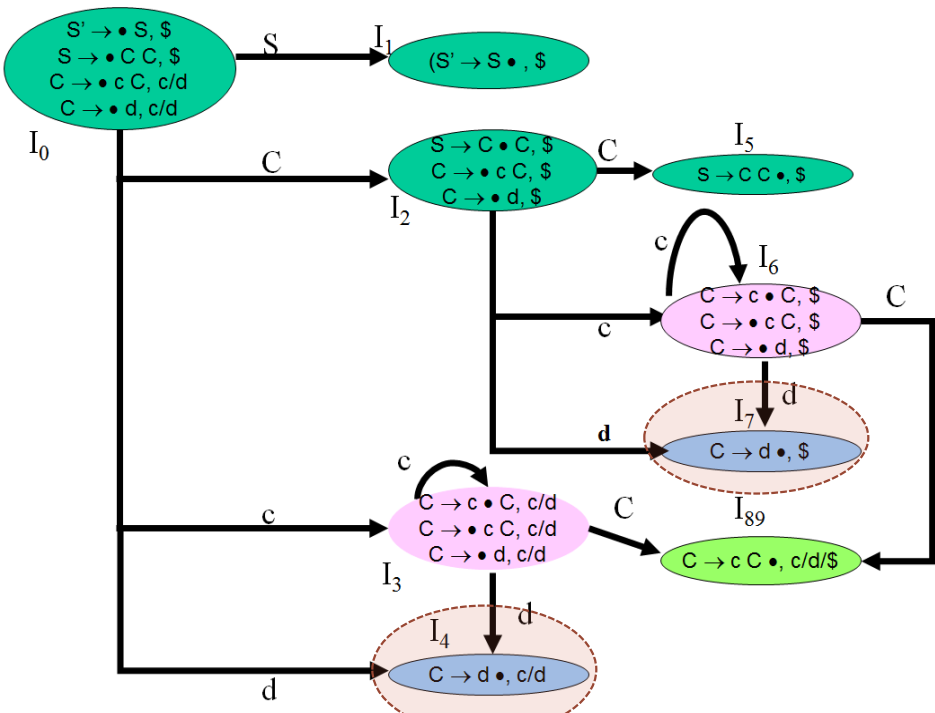 S' → • S, $
S → • C C, $
C → • c C, c/d
C → • d, c/d
I0
S
I1
(S' → S • , $
C
S → C • C, $
C → • c C, $
C → • d, $
I2
C
I5
S → C C •, $
c
I6
C → c • C, $
C → • c C, $
C → • d, $
C
c
d
I7
d
C → d •, $
c
c
C → c • C, c/d
C → • c C, c/d
C → • d, c/d
I3
C
I89
C → c C •, c/d/$
d
I4
C → d •, c/d
d